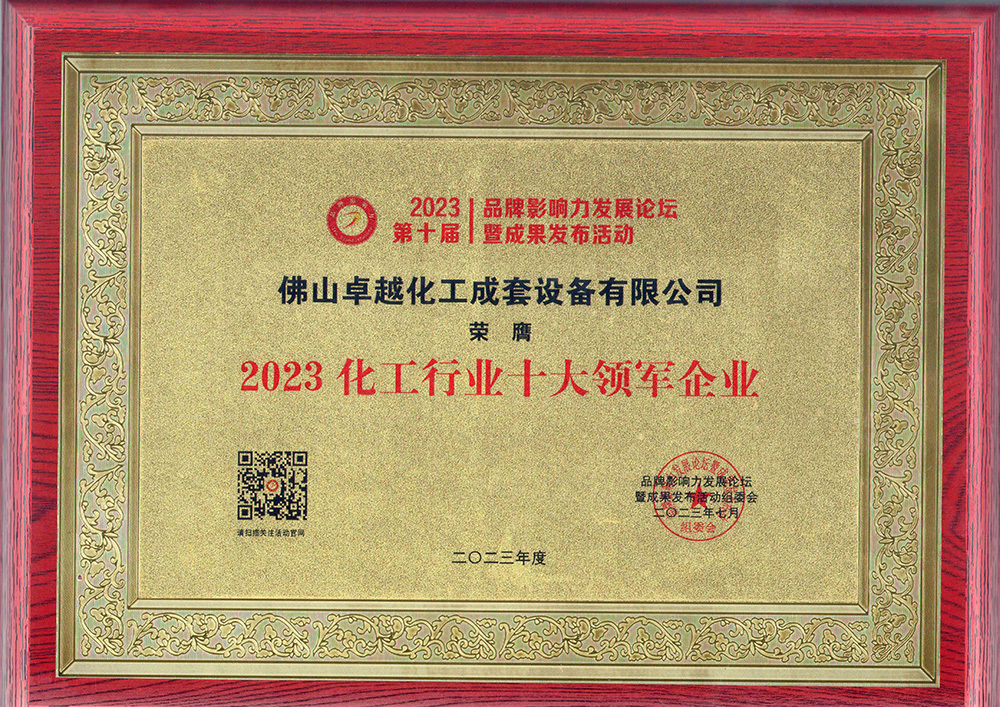 2023
第十届
品牌影响力发展论坛
暨成果发布活动
佛山卓越化工成套设备有限公司
荣 膺
2023 化工行业十大领军企业
请扫描关注活动官网
品牌影响力发展论坛
暨成果发布活动组委会
二〇二三年七月
组委会
二〇二三年度